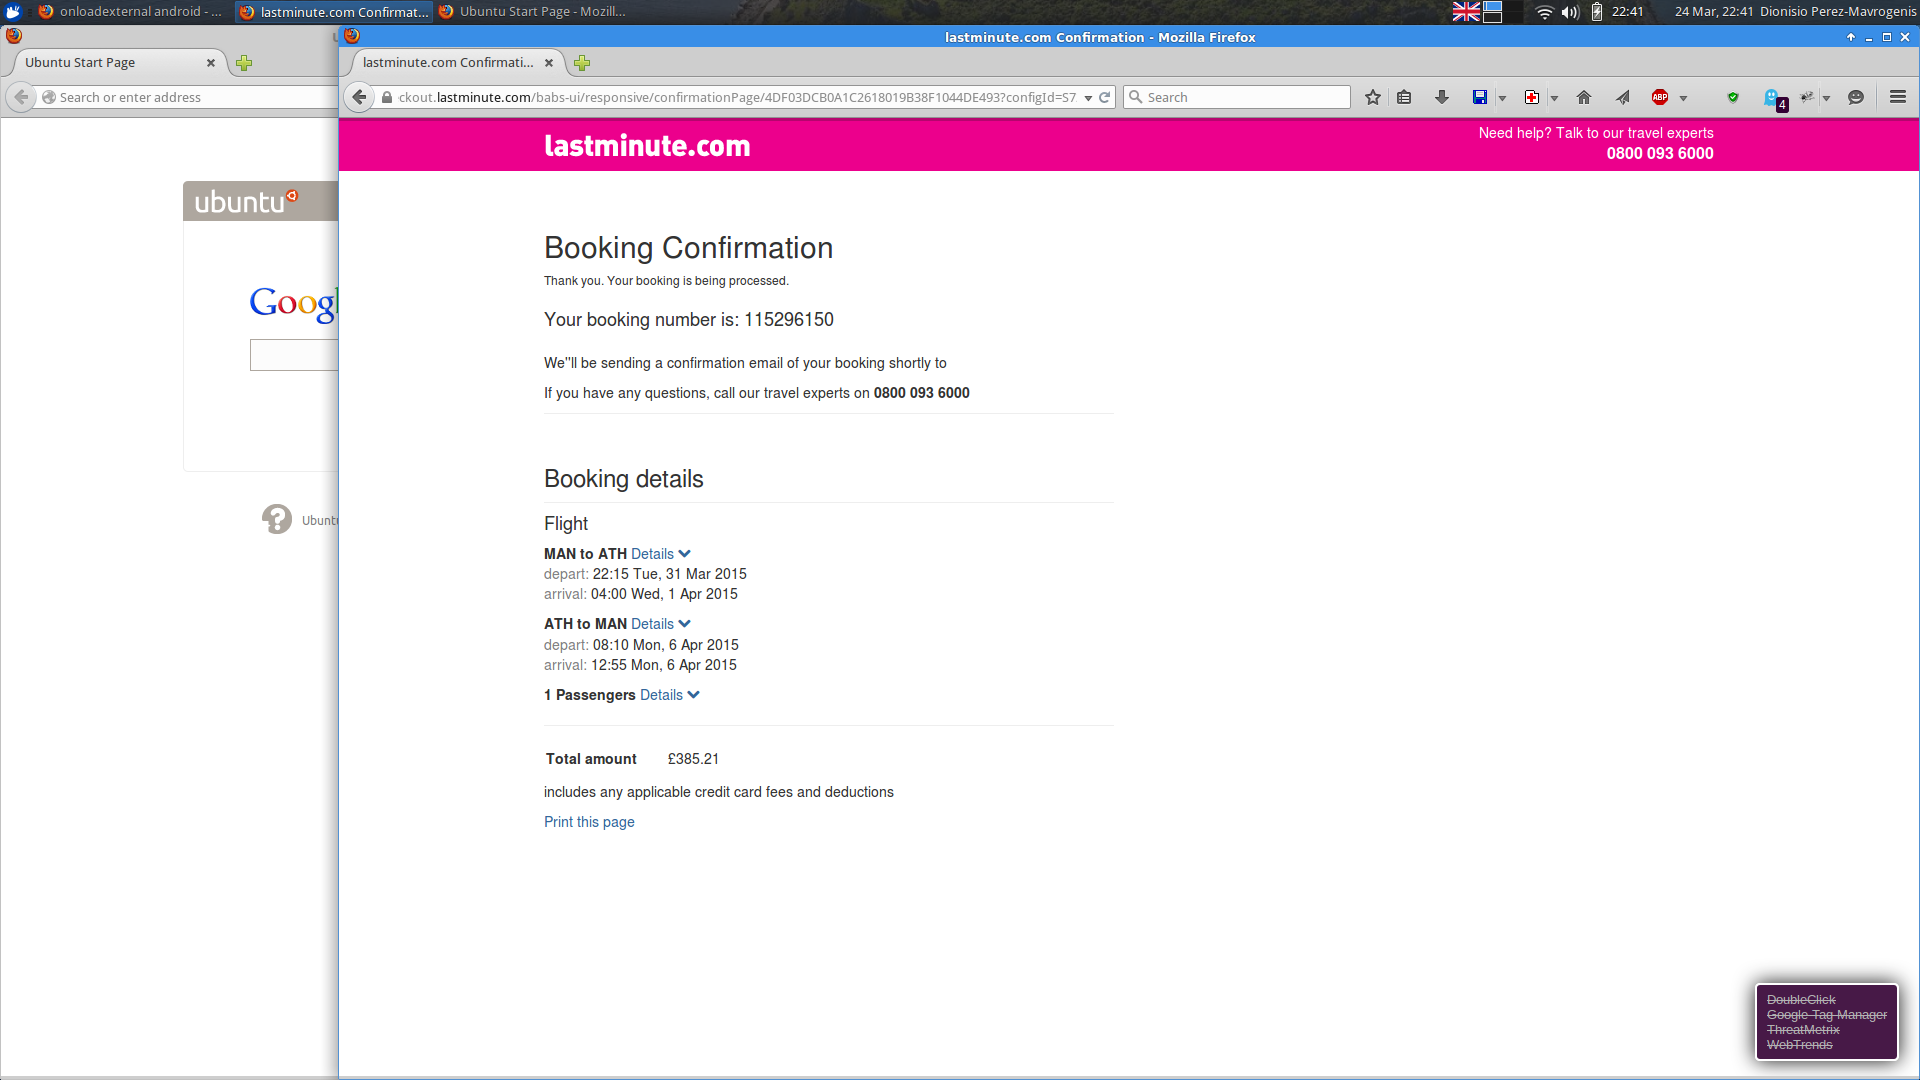 onloadexternal android - ...
lastminute.com Confirmat...
Ubuntu Start Page - Mozill...
22:41
24 Mar, 22:41 Dionisio Perez-Mavrogenis
lastminute.com Confirmation - Mozilla Firefox
Ubuntu Start Page
lastminute.com Confirmati...
Search or enter address
ckout.lastminute.com/babs-ui/responsive/confirmationPage/4DF03DCB0A1C2618019B38F1044DE493?configId=S7
Search
ABP
4
lastminute.com
Need help? Talk to our travel experts
0800 093 6000
ubuntu
Googl
Ubuntu
Booking Confirmation
Thank you. Your booking is being processed.
Your booking number is: 115296150
We''ll be sending a confirmation email of your booking shortly to
If you have any questions, call our travel experts on 0800 093 6000
Booking details
Flight
MAN to ATH Details
depart: 22:15 Tue, 31 Mar 2015
arrival: 04:00 Wed, 1 Apr 2015
ATH to MAN Details
depart: 08:10 Mon, 6 Apr 2015
arrival: 12:55 Mon, 6 Apr 2015
1 Passengers Details
Total amount £385.21
includes any applicable credit card fees and deductions
Print this page
DoubleClick
Google Tag Manager
ThreatMetrix
WebTrends